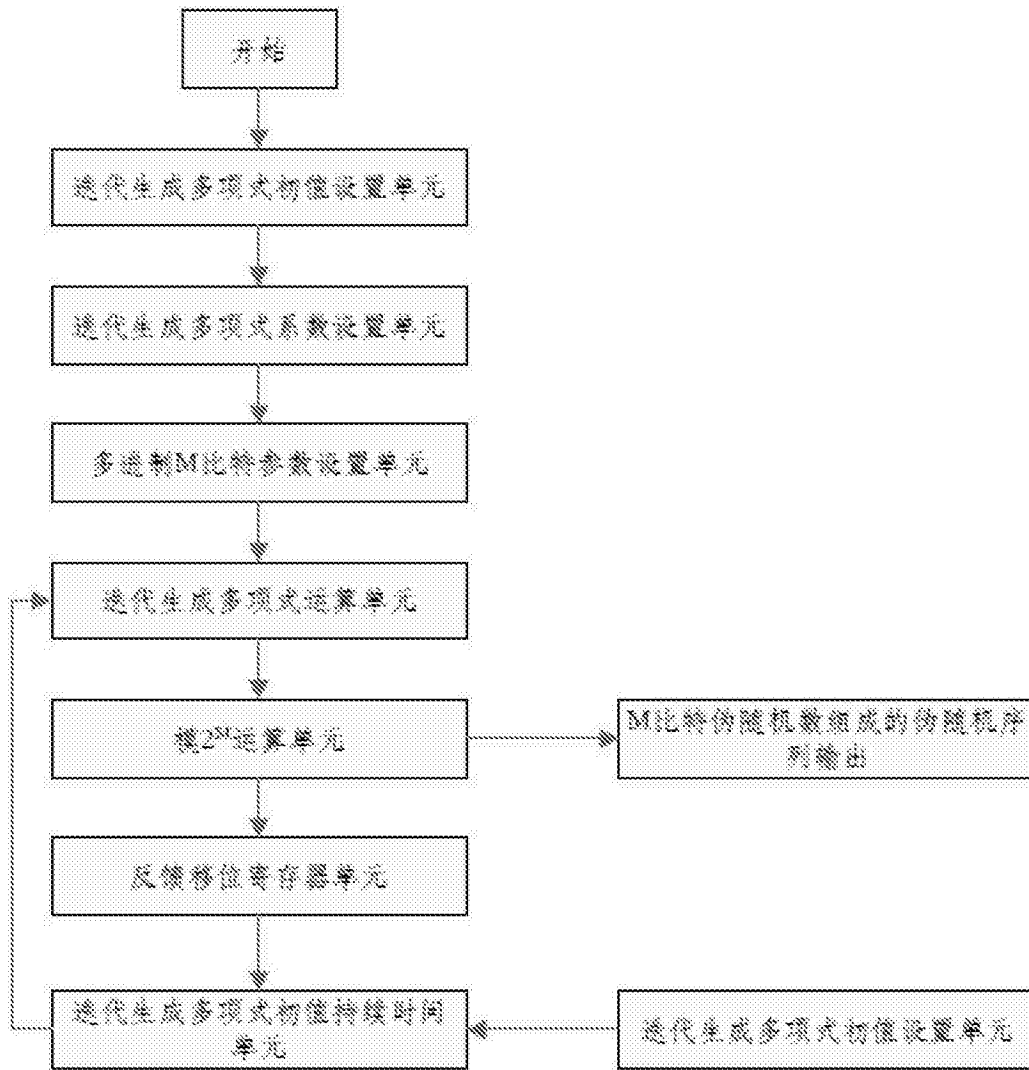 开始
迭代生成多项式初值设置单元
迭代生成多项式系数设置单元
多进制M比特参数设置单元
迭代生成多项式运算单元
模2ᴹ运算单元
M比特伪随机数组成的伪随机序
列输出
反馈移位寄存器单元
迭代生成多项式初值持续时间
单元
迭代生成多项式初值设置单元